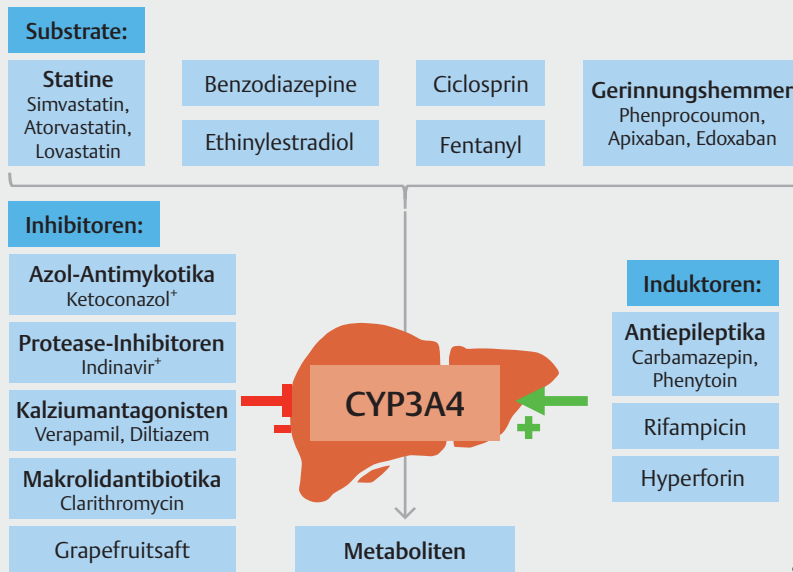 Substrate:
Statine
Simvastatin,
Atorvastatin,
Lovastatin
Benzodiazepine
Ethinylestradiol
Ciclosprin
Fentanyl
Gerinnungshemmer
Phenprocoumon,
Apixaban, Edoxaban
Inhibitoren:
Azol-Antimykotika
Ketoconazol⁺
Protease-Inhibitoren
Indinavir⁺
Kalziumantagonisten
Verapamil, Diltiazem
Makrolidantibiotika
Clarithromycin
Grapefruitsaft
CYP3A4
Metaboliten
Induktoren:
Antiepileptika
Carbamazepin,
Phenytoin
Rifampicin
Hyperforin